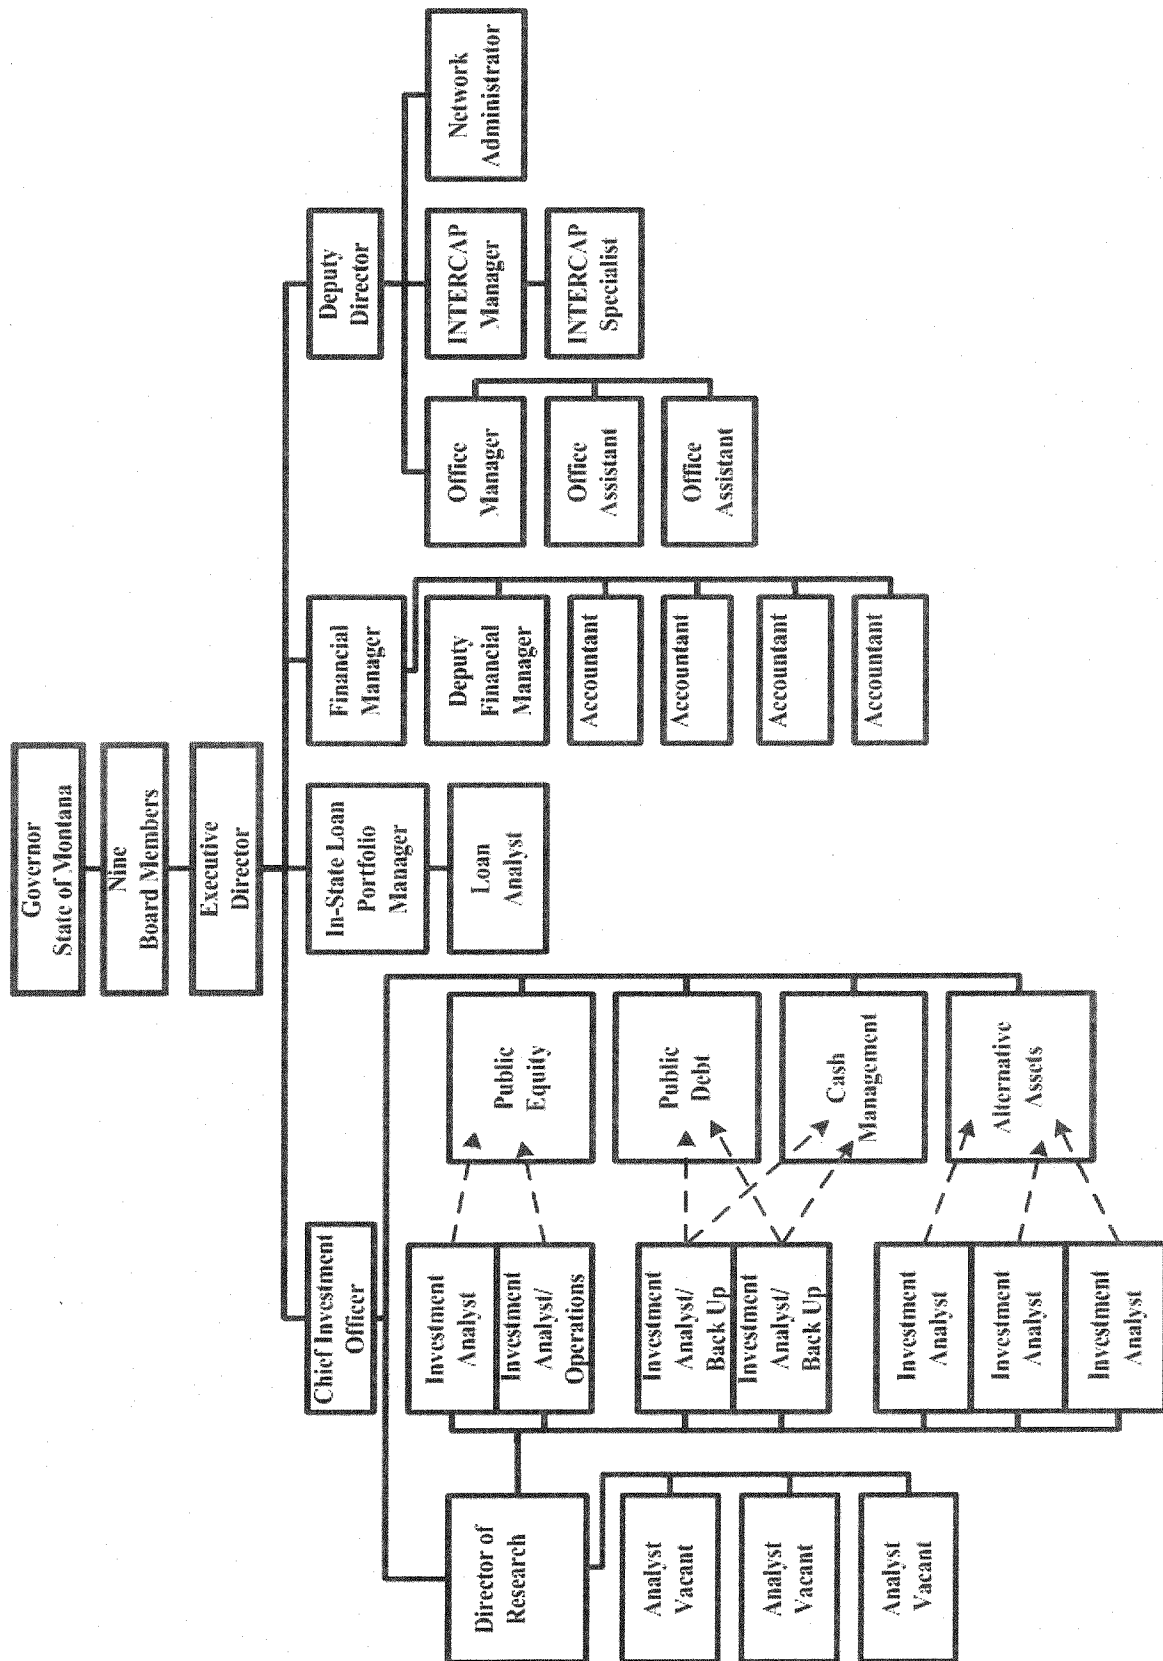 Governor
State of Montana
Nine
Board Members
Executive
Director
Chief Investment
Officer
In-State Loan
Portfolio
Manager
Financial
Manager
Deputy
Director
Director of
Research
Analyst
Vacant
Analyst
Vacant
Analyst
Vacant
Investment
Analyst
Investment
Analyst/
Operations
Investment
Analyst/
Back Up
Investment
Analyst/
Back Up
Investment
Analyst
Investment
Analyst
Investment
Analyst
Public
Equity
Public
Debt
Cash
Management
Alternative
Assets
Loan
Analyst
Deputy
Financial
Manager
Accountant
Accountant
Accountant
Accountant
Office
Manager
Office
Assistant
Office
Assistant
INTERCAP
Manager
INTERCAP
Specialist
Network
Administrator